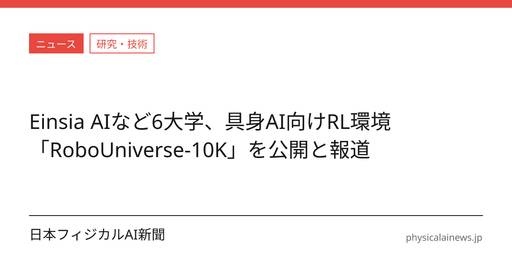 ニュース
研究・技術
Einsia AIなど6大学、具身AI向けRL環境
「RoboUniverse-10K」を公開と報道
日本フィジカルAI新聞
physicalainews.jp